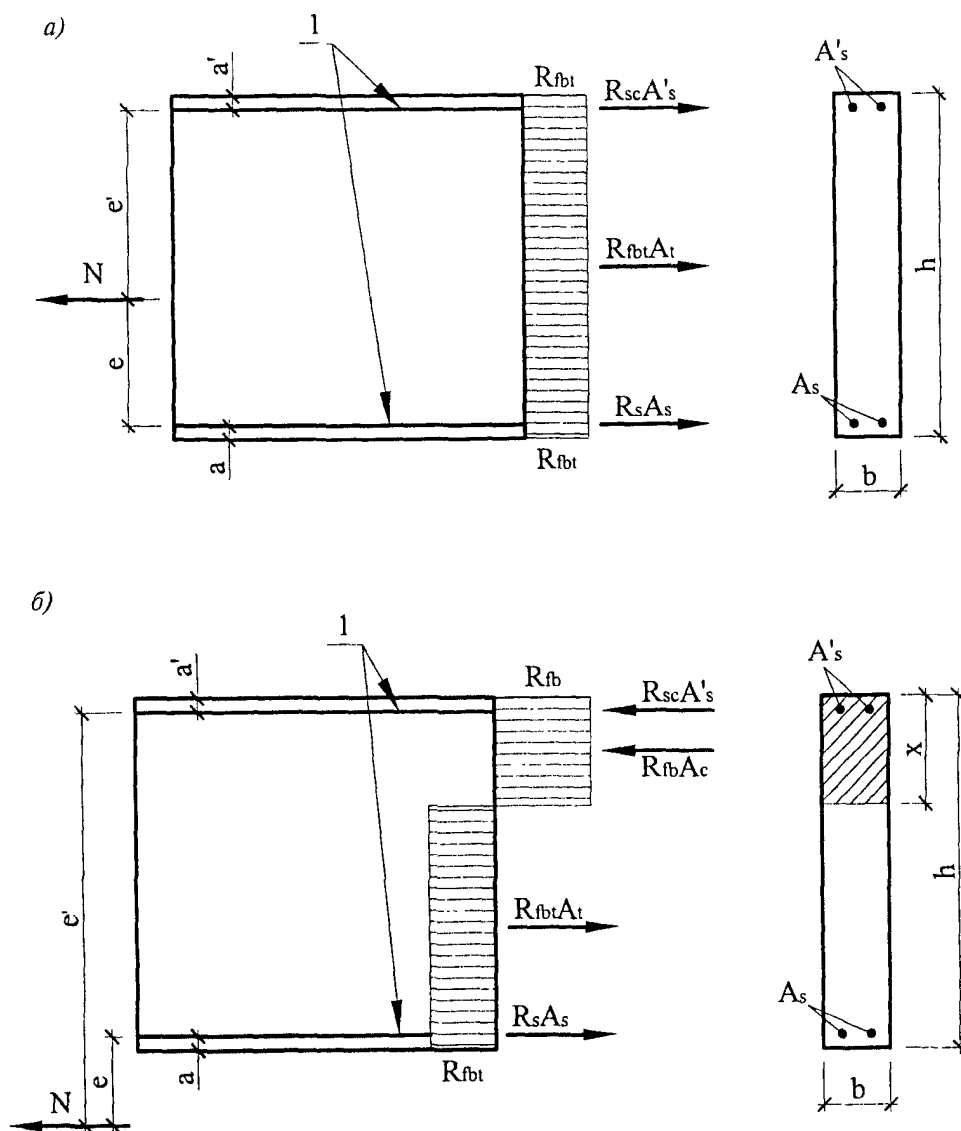 а)
1
a'
R_fbt
R_scA'_s
A'_s
e'
R_fbtA_t
h
N
e
A_s
R_sA_s
a
R_fbt
b
б)
1
a'
R_fb
R_scA'_s
A'_s
R_fbA_c
x
e'
h
R_fbtA_t
A_s
R_sA_s
a
e
R_fbt
N
b